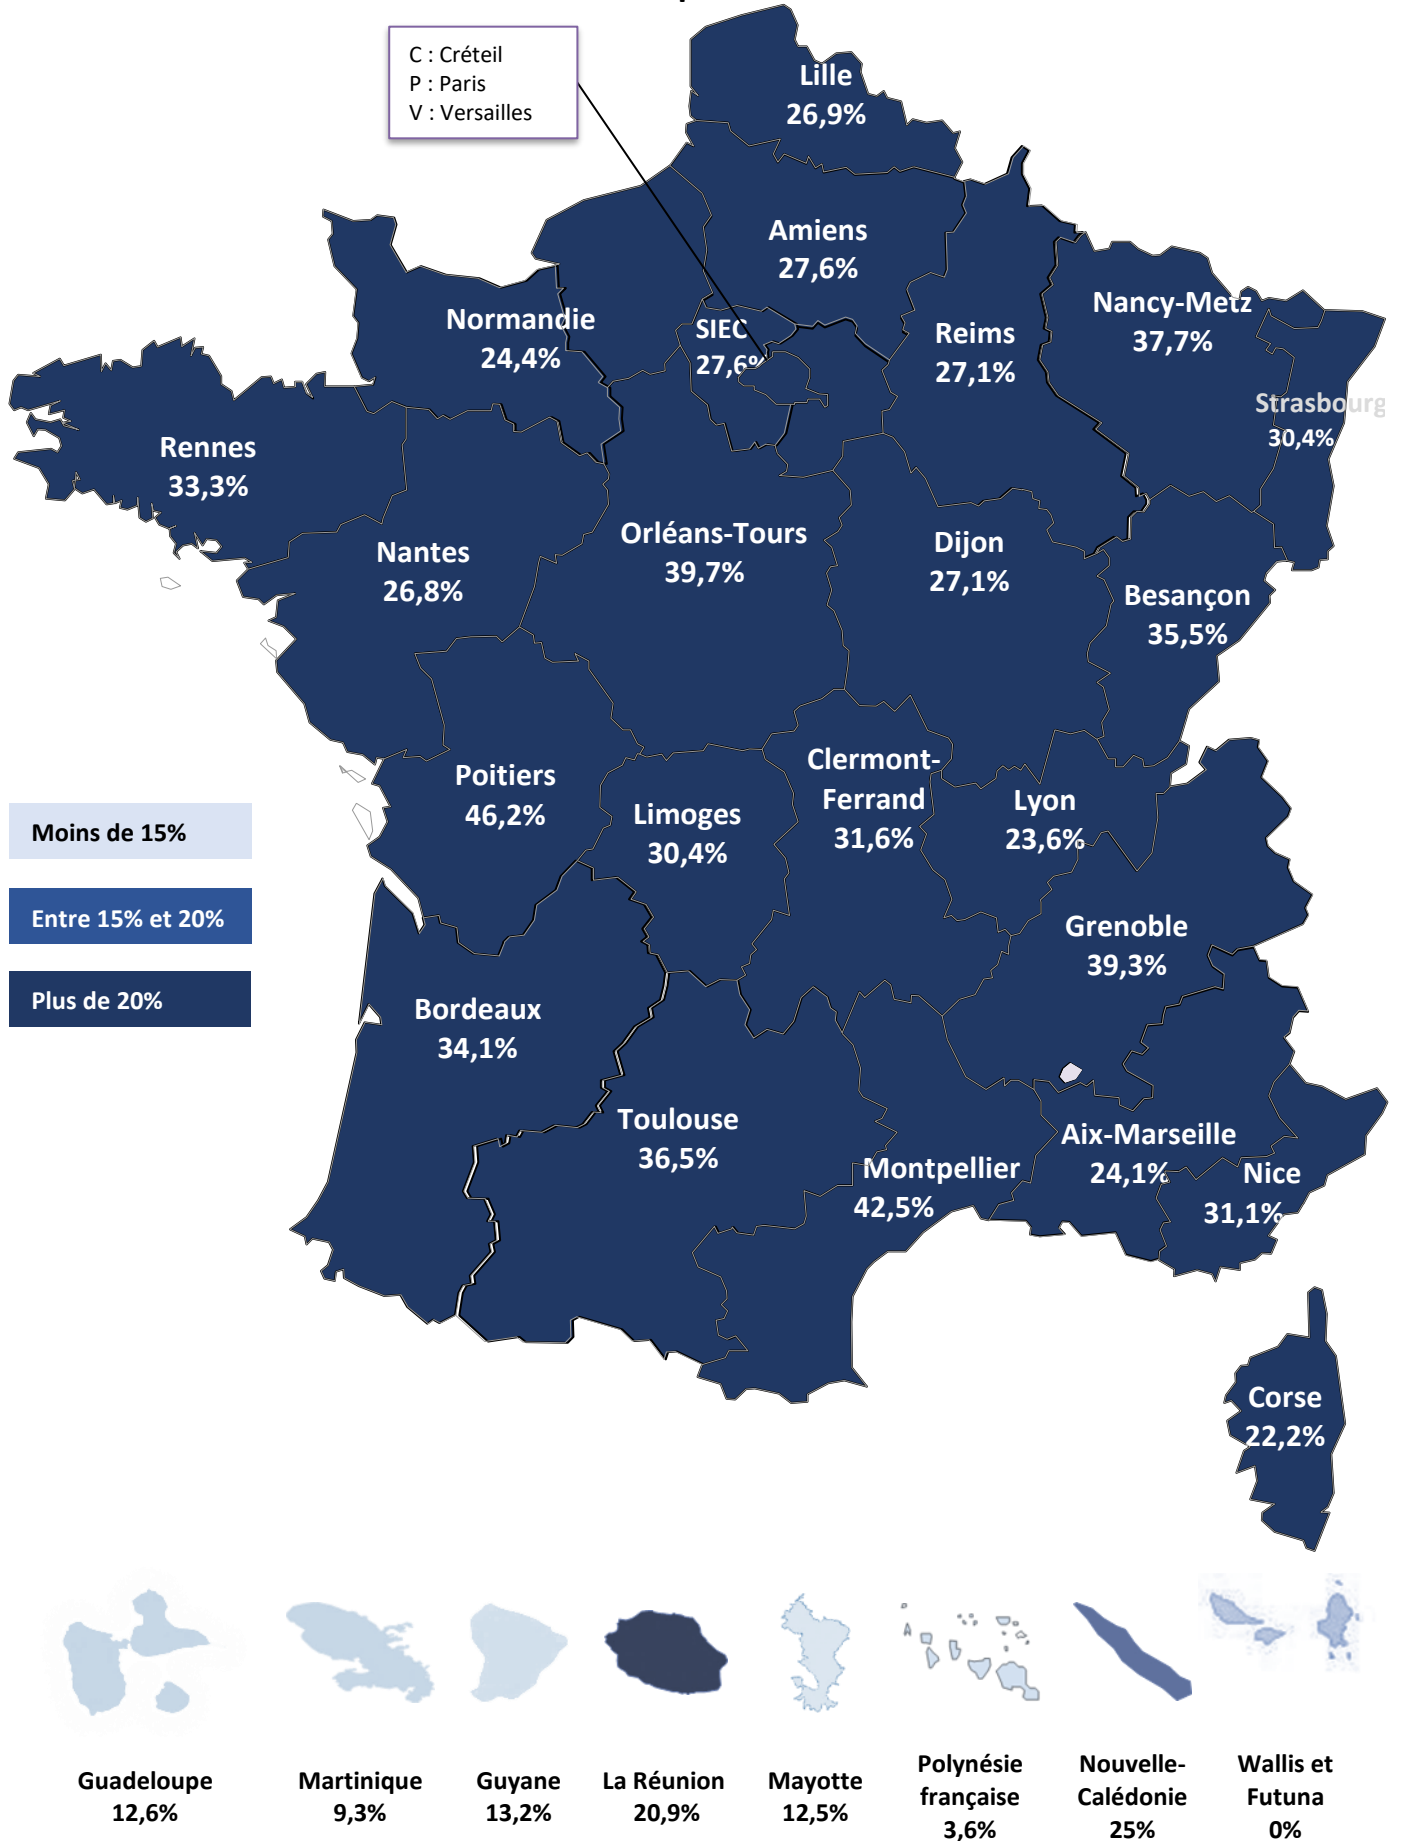 C : Créteil
P : Paris
V : Versailles
Lille
26,9%
Amiens
27,6%
Normandie
24,4%
SIEC
27,6%
Reims
27,1%
Nancy-Metz
37,7%
Strasbourg
30,4%
Rennes
33,3%
Nantes
26,8%
Orléans-Tours
39,7%
Dijon
27,1%
Besançon
35,5%
Poitiers
46,2%
Limoges
30,4%
Clermont-
Ferrand
31,6%
Lyon
23,6%
Moins de 15%
Entre 15% et 20%
Plus de 20%
Grenoble
39,3%
Bordeaux
34,1%
Toulouse
36,5%
Montpellier
42,5%
Aix-Marseille
24,1%
Nice
31,1%
Corse
22,2%
Guadeloupe
12,6%
Martinique
9,3%
Guyane
13,2%
La Réunion
20,9%
Mayotte
12,5%
Polynésie
française
3,6%
Nouvelle-
Calédonie
25%
Wallis et
Futuna
0%